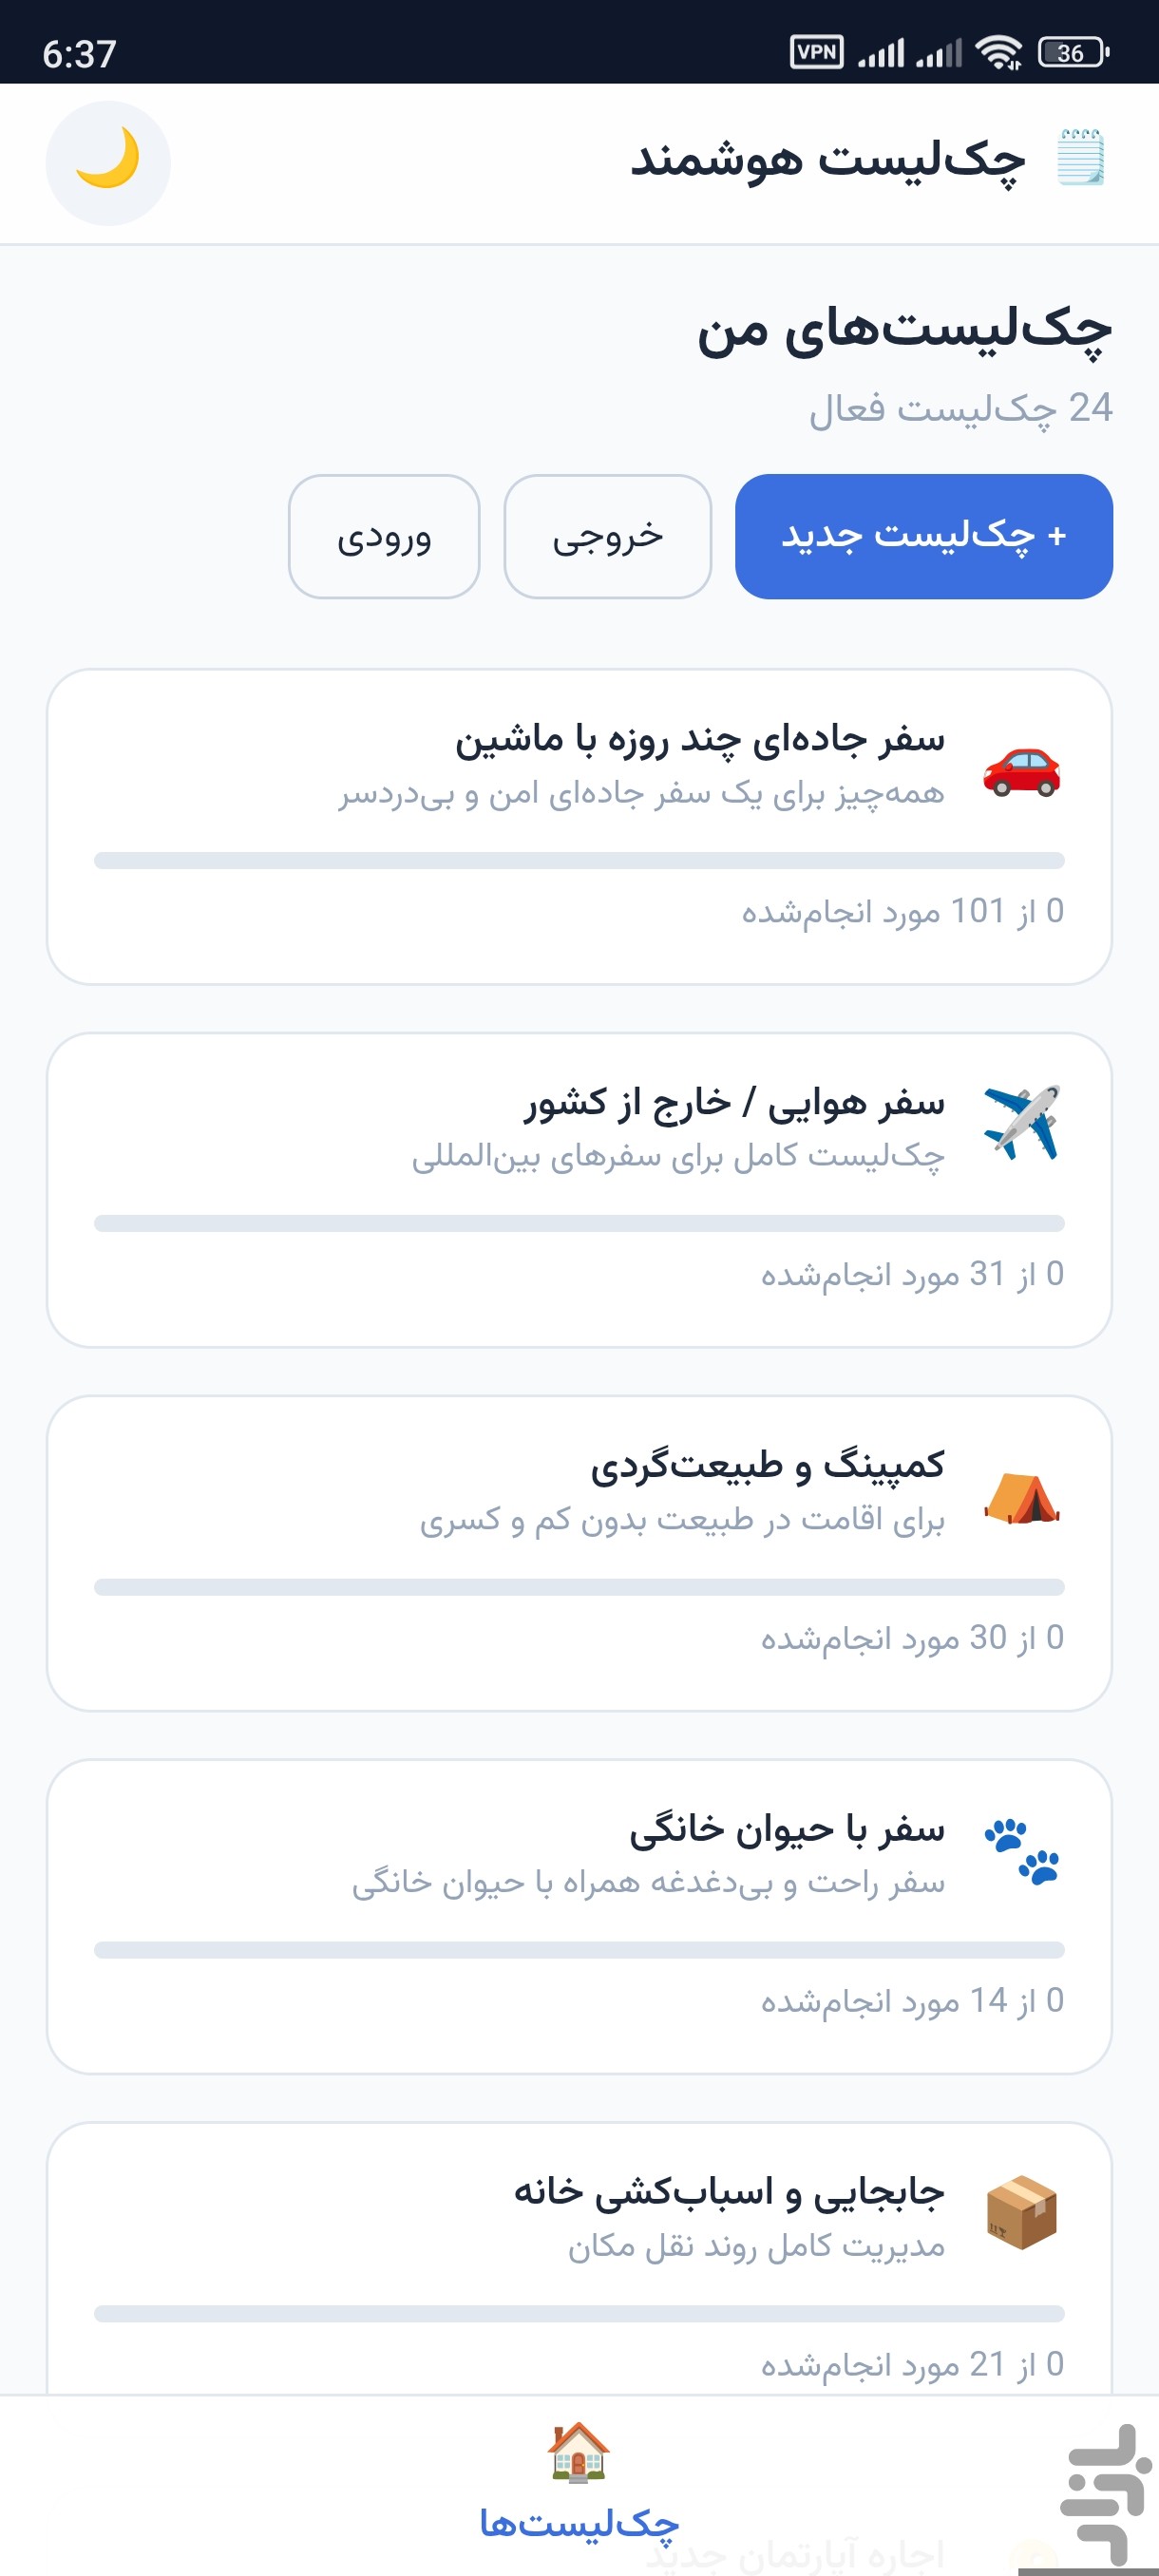 6:37
VPN
36
چک‌لیست هوشمند
چک‌لیست‌های من
24 چک‌لیست فعال
+ چک‌لیست جدید
خروجی
ورودی
سفر جاده‌ای چند روزه با ماشین
همه‌چیز برای یک سفر جاده‌ای امن و بی‌دردسر
0 از 101 مورد انجام‌شده
سفر هوایی / خارج از کشور
چک‌لیست کامل برای سفرهای بین‌المللی
0 از 31 مورد انجام‌شده
کمپینگ و طبیعت‌گردی
برای اقامت در طبیعت بدون کم و کسری
0 از 30 مورد انجام‌شده
سفر با حیوان خانگی
سفر راحت و بی‌دغدغه همراه با حیوان خانگی
0 از 14 مورد انجام‌شده
جابجایی و اسباب‌کشی خانه
مدیریت کامل روند نقل مکان
0 از 21 مورد انجام‌شده
چک‌لیست‌ها
اجاره آپارتمان جدید
بازار